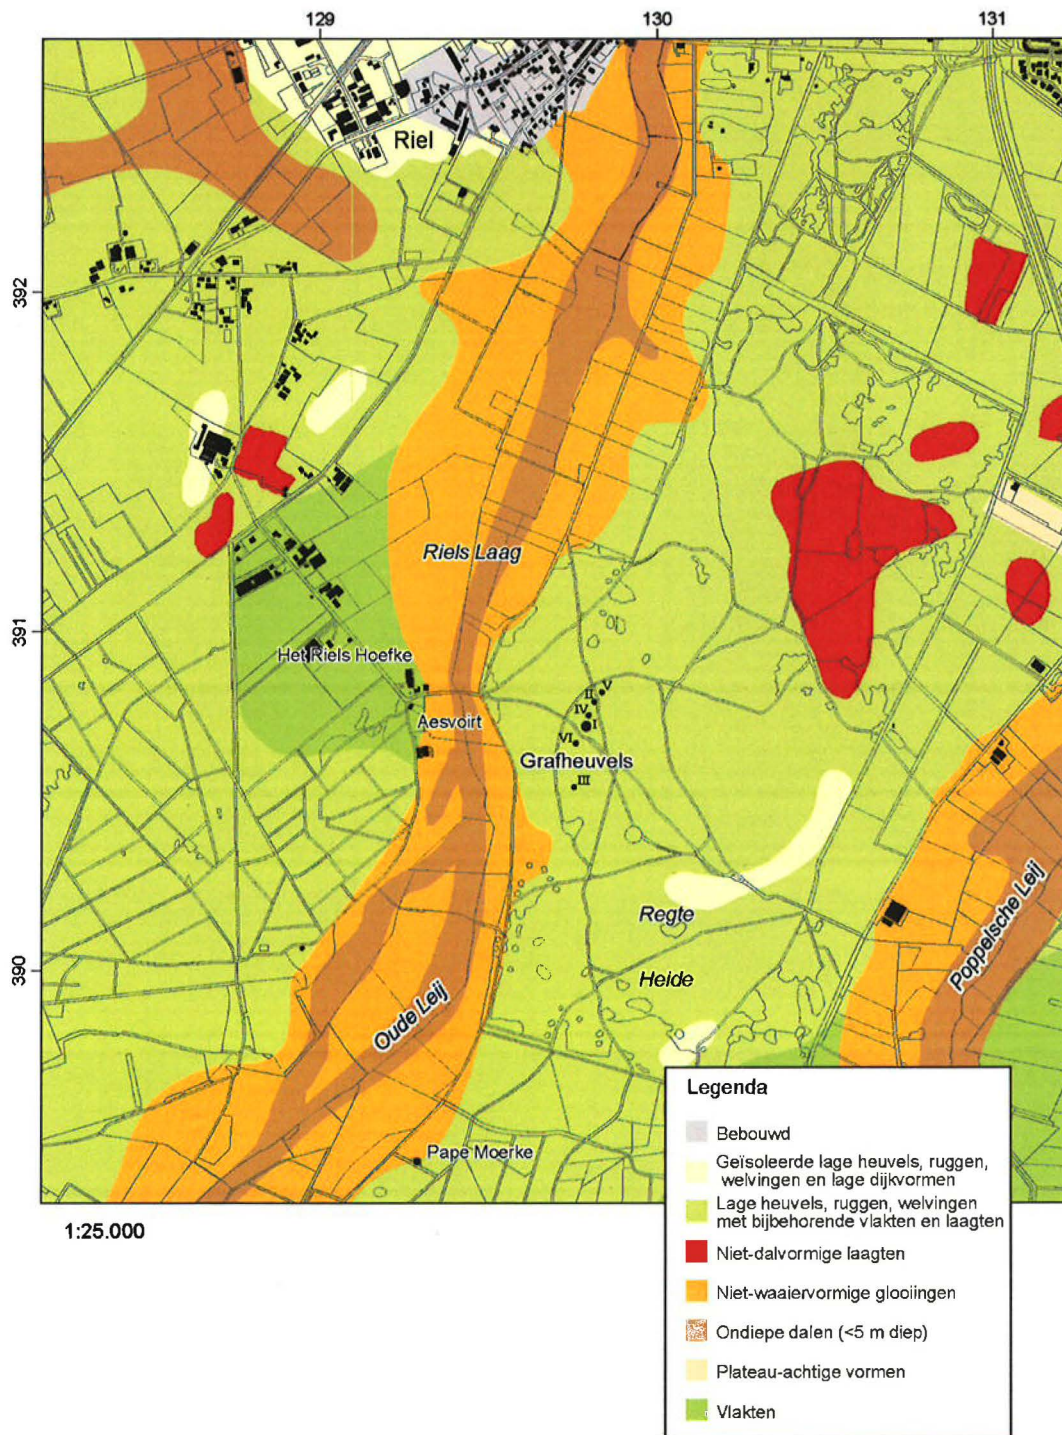 129 130 131
Riel
392
Riels Laag
391
Het Riels Hoefke
V
II
IV
Aesvoirt
I
VI
Grafheuvels
III
Regte
Poppelsche Leij
390
Heide
Oude Leij
Pape Moerke
1:25.000
Legenda
Bebouwd
Geïsoleerde lage heuvels, ruggen,
welvingen en lage dijkvormen
Lage heuvels, ruggen, welvingen
met bijbehorende vlakten en laagten
Niet-dalvormige laagten
Niet-waaiervormige glooiingen
Ondiepe dalen (<5 m diep)
Plateau-achtige vormen
Vlakten